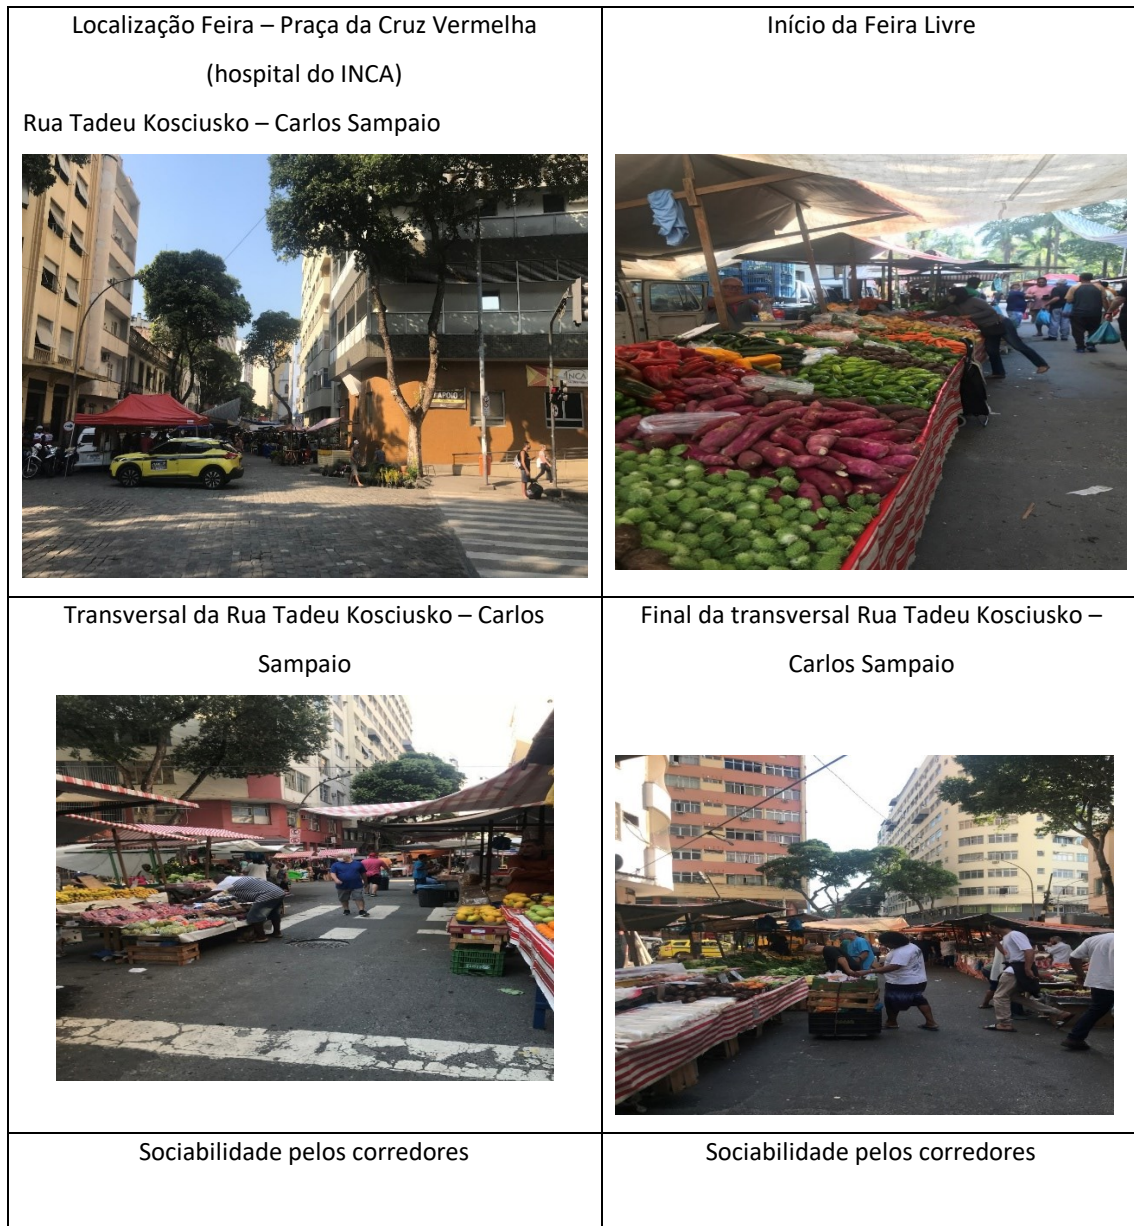 Localização Feira – Praça da Cruz Vermelha
(hospital do INCA)
Rua Tadeu Kosciusko – Carlos Sampaio
Início da Feira Livre
INCA
APOIO
Transversal da Rua Tadeu Kosciusko – Carlos
Sampaio
Final da transversal Rua Tadeu Kosciusko –
Carlos Sampaio
Sociabilidade pelos corredores
Sociabilidade pelos corredores